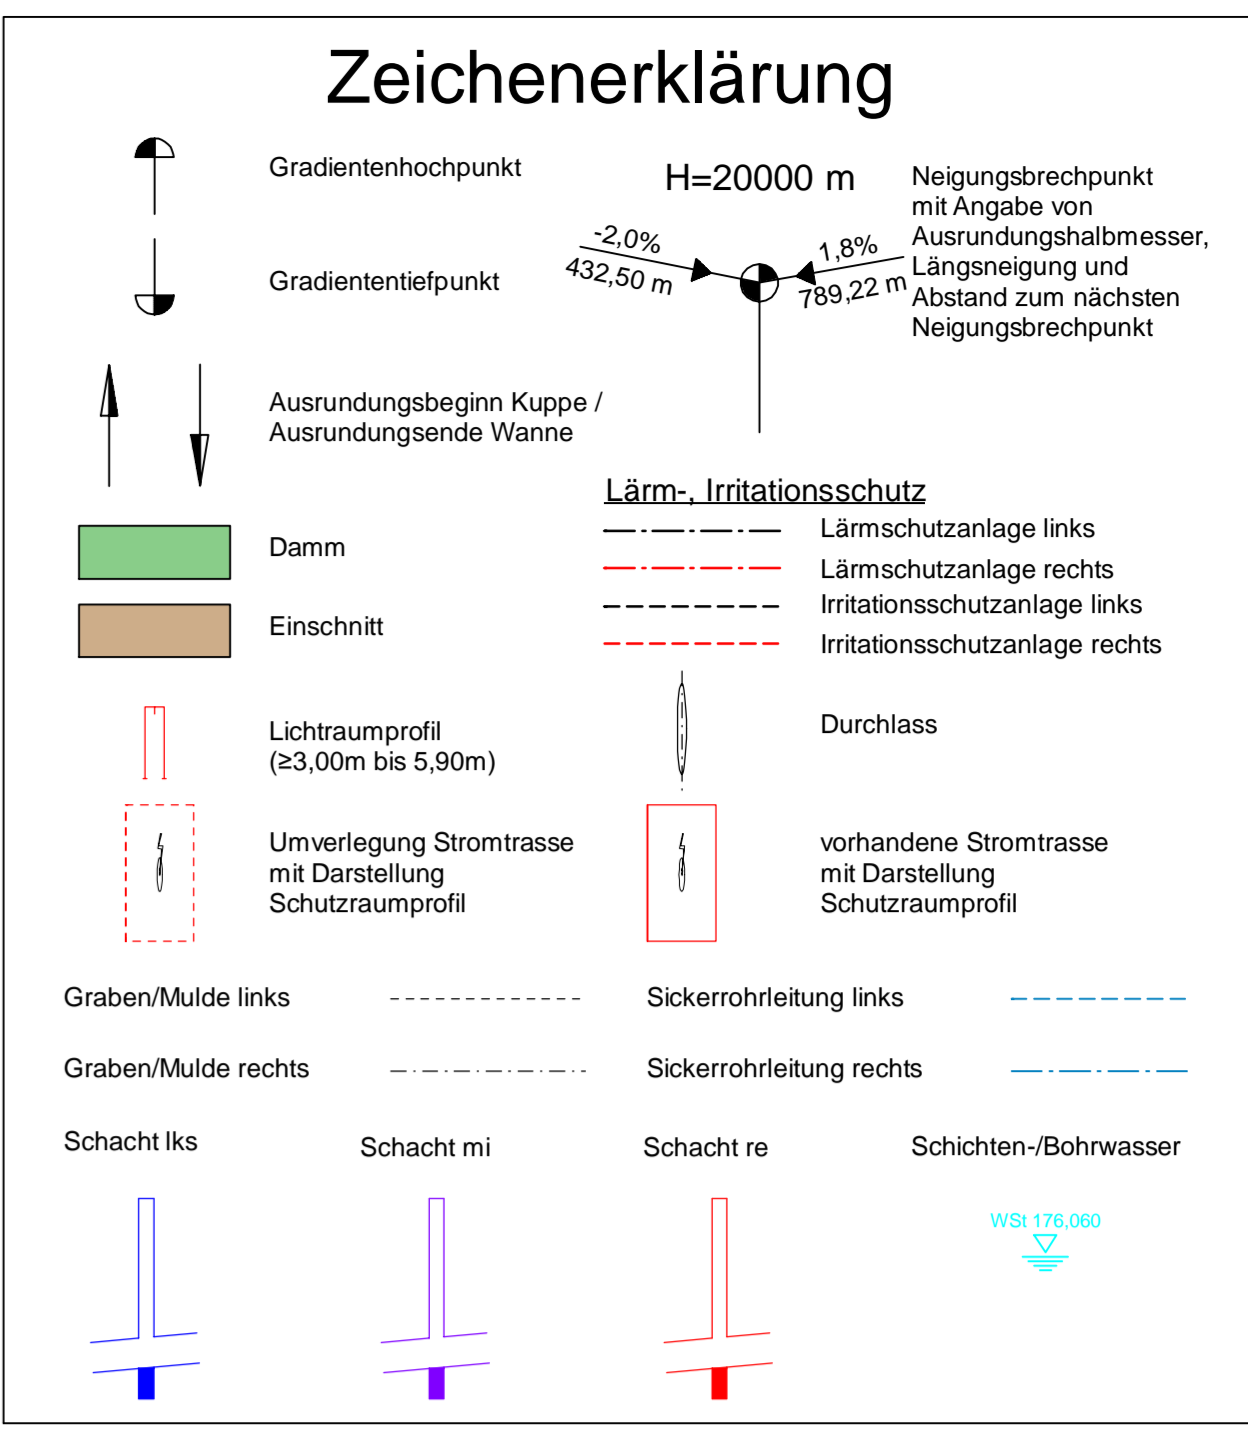 Zeichenerklärung
Gradientenhochpunkt
Gradiententiefpunkt
Ausrundungsbeginn Kuppe /
Ausrundungsende Wanne
H=20000 m
-2,0%
432,50 m
1,8%
789,22 m
Neigungsbrechpunkt
mit Angabe von
Ausrundungshalbmesser,
Längsneigung und
Abstand zum nächsten
Neigungsbrechpunkt
Damm
Einschnitt
Lärm-, Irritationsschutz
Lärmschutzanlage links
Lärmschutzanlage rechts
Irritationsschutzanlage links
Irritationsschutzanlage rechts
Lichtraumprofil
(≥3,00m bis 5,90m)
Durchlass
Umverlegung Stromtrasse
mit Darstellung
Schutzraumprofil
vorhandene Stromtrasse
mit Darstellung
Schutzraumprofil
Graben/Mulde links
Sickerrohrleitung links
Graben/Mulde rechts
Sickerrohrleitung rechts
Schacht lks
Schacht mi
Schacht re
Schichten-/Bohrwasser
WSt 176,060